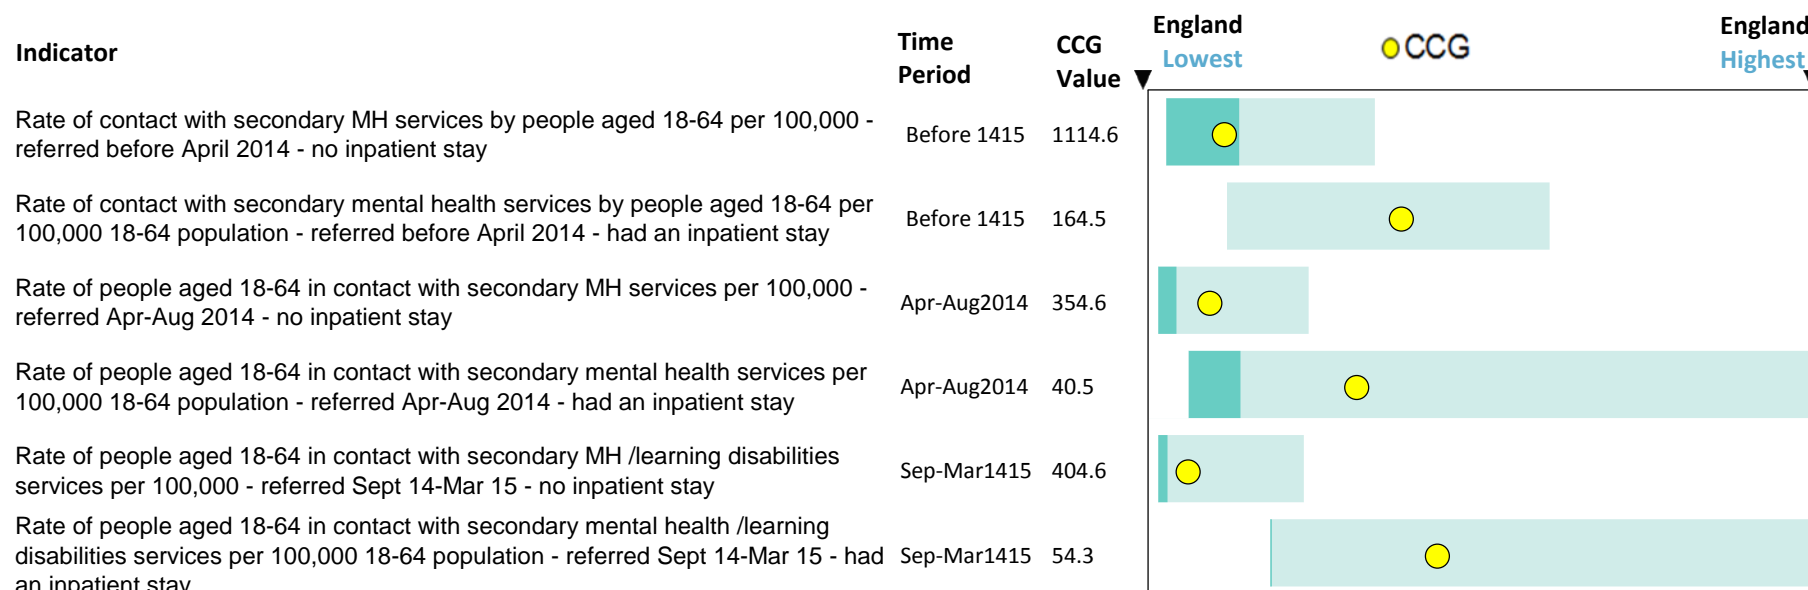 Indicator
Time Period
CCG Value
England Lowest
CCG
England Highest
Rate of contact with secondary MH services by people aged 18-64 per 100,000 -
referred before April 2014 - no inpatient stay
Before 1415 1114.6
Rate of contact with secondary mental health services by people aged 18-64 per
100,000 18-64 population - referred before April 2014 - had an inpatient stay
Before 1415 164.5
Rate of people aged 18-64 in contact with secondary MH services per 100,000 -
referred Apr-Aug 2014 - no inpatient stay
Apr-Aug2014 354.6
Rate of people aged 18-64 in contact with secondary mental health services per
100,000 18-64 population - referred Apr-Aug 2014 - had an inpatient stay
Apr-Aug2014 40.5
Rate of people aged 18-64 in contact with secondary MH /learning disabilities
services per 100,000 - referred Sept 14-Mar 15 - no inpatient stay
Sep-Mar1415 404.6
Rate of people aged 18-64 in contact with secondary mental health /learning
disabilities services per 100,000 18-64 population - referred Sept 14-Mar 15 - had
an inpatient stay
Sep-Mar1415 54.3